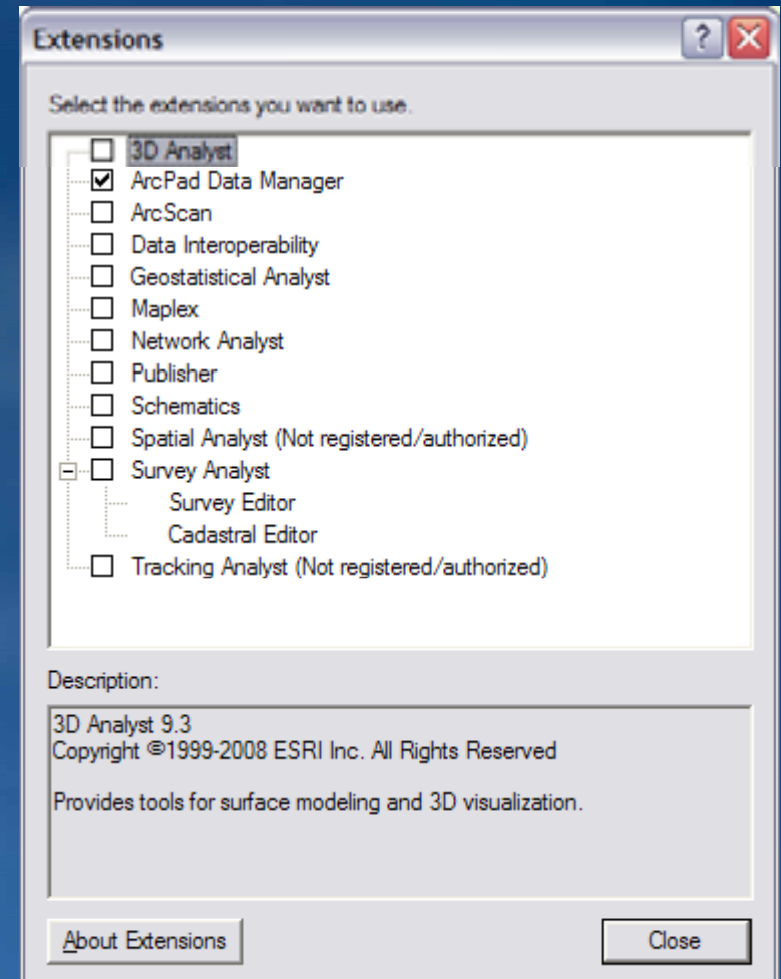 Extensions
Select the extensions you want to use.
3D Analyst
ArcPad Data Manager
ArcScan
Data Interoperability
Geostatistical Analyst
Maplex
Network Analyst
Publisher
Schematics
Spatial Analyst (Not registered/authorized)
Survey Analyst
Survey Editor
Cadastral Editor
Tracking Analyst (Not registered/authorized)
Description:
3D Analyst 9.3
Copyright ©1999-2008 ESRI Inc. All Rights Reserved
Provides tools for surface modeling and 3D visualization.
About Extensions
Close